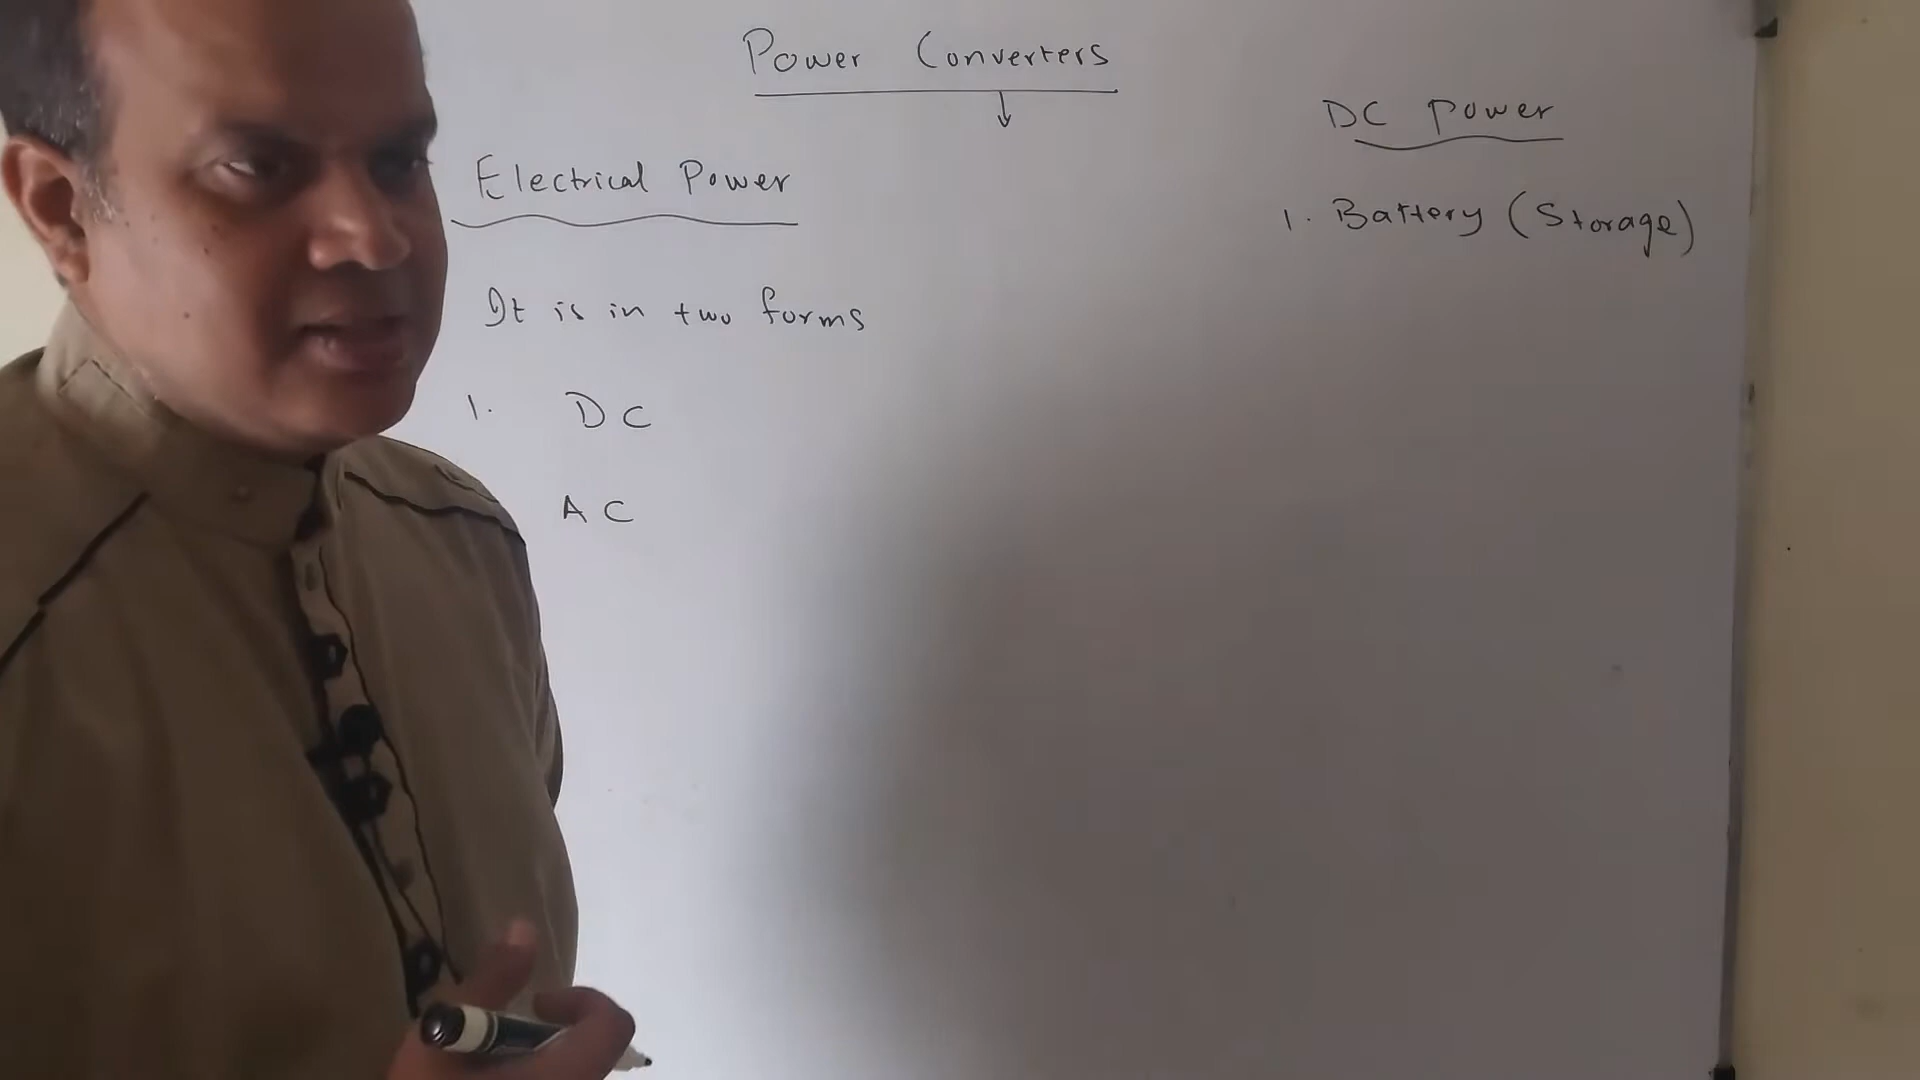 Power Converters
Electrical Power
It is in two forms
1. DC
AC
DC Power
1. Battery (Storage)